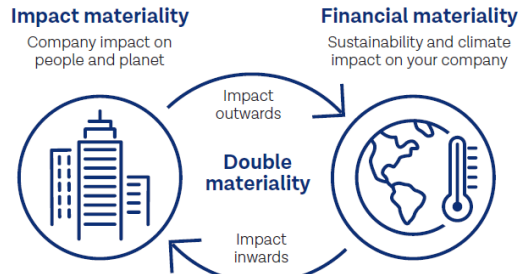 Impact materiality
Company impact on
people and planet
Financial materiality
Sustainability and climate
impact on your company
Impact
outwards
Double
materiality
Impact
inwards